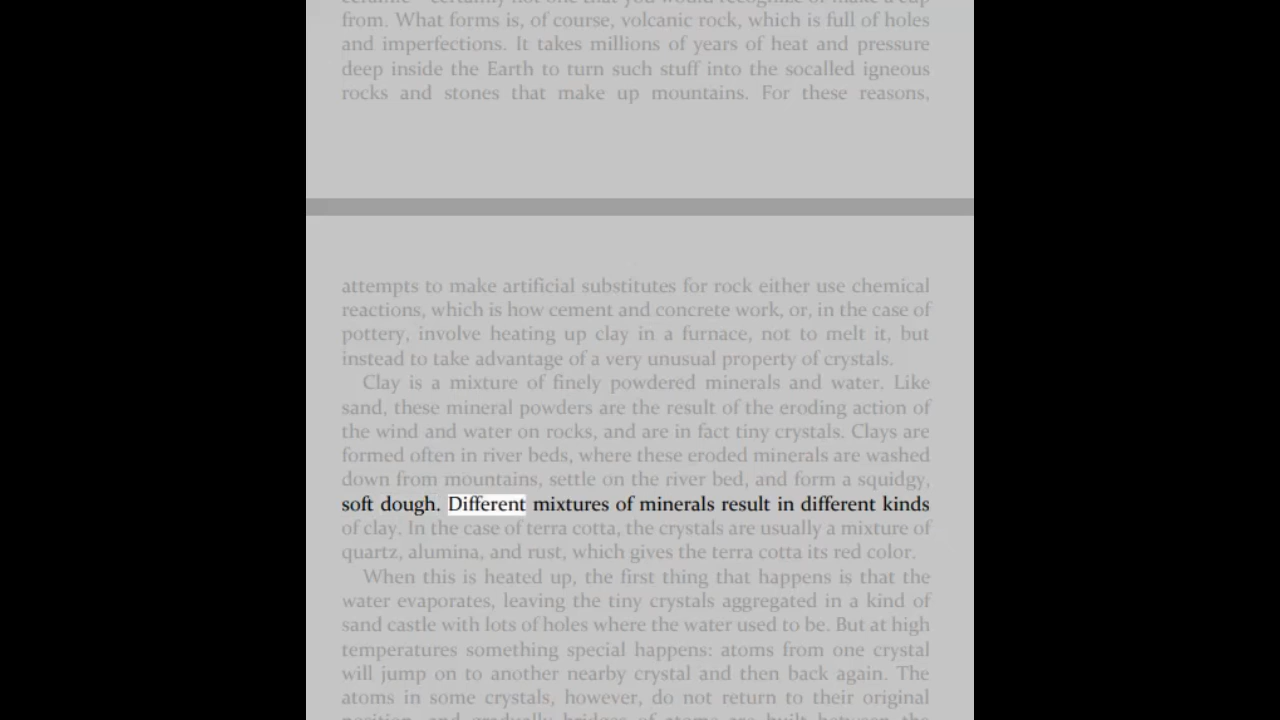 ceramic—certainly not one that you would recognize or make a cup
from. What forms is, of course, volcanic rock, which is full of holes
and imperfections. It takes millions of years of heat and pressure
deep inside the Earth to turn such stuff into the socalled igneous
rocks and stones that make up mountains. For these reasons,
attempts to make artificial substitutes for rock either use chemical
reactions, which is how cement and concrete work, or, in the case of
pottery, involve heating up clay in a furnace, not to melt it, but
instead to take advantage of a very unusual property of crystals.
Clay is a mixture of finely powdered minerals and water. Like
sand, these mineral powders are the result of the eroding action of
the wind and water on rocks, and are in fact tiny crystals. Clays are
formed often in river beds, where these eroded minerals are washed
down from mountains, settle on the river bed, and form a squidgy,
soft dough. Different mixtures of minerals result in different kinds
of clay. In the case of terra cotta, the crystals are usually a mixture of
quartz, alumina, and rust, which gives the terra cotta its red color.
When this is heated up, the first thing that happens is that the
water evaporates, leaving the tiny crystals aggregated in a kind of
sand castle with lots of holes where the water used to be. But at high
temperatures something special happens: atoms from one crystal
will jump on to another nearby crystal and then back again. The
atoms in some crystals, however, do not return to their original
position, and gradually bridges of atoms are built between the